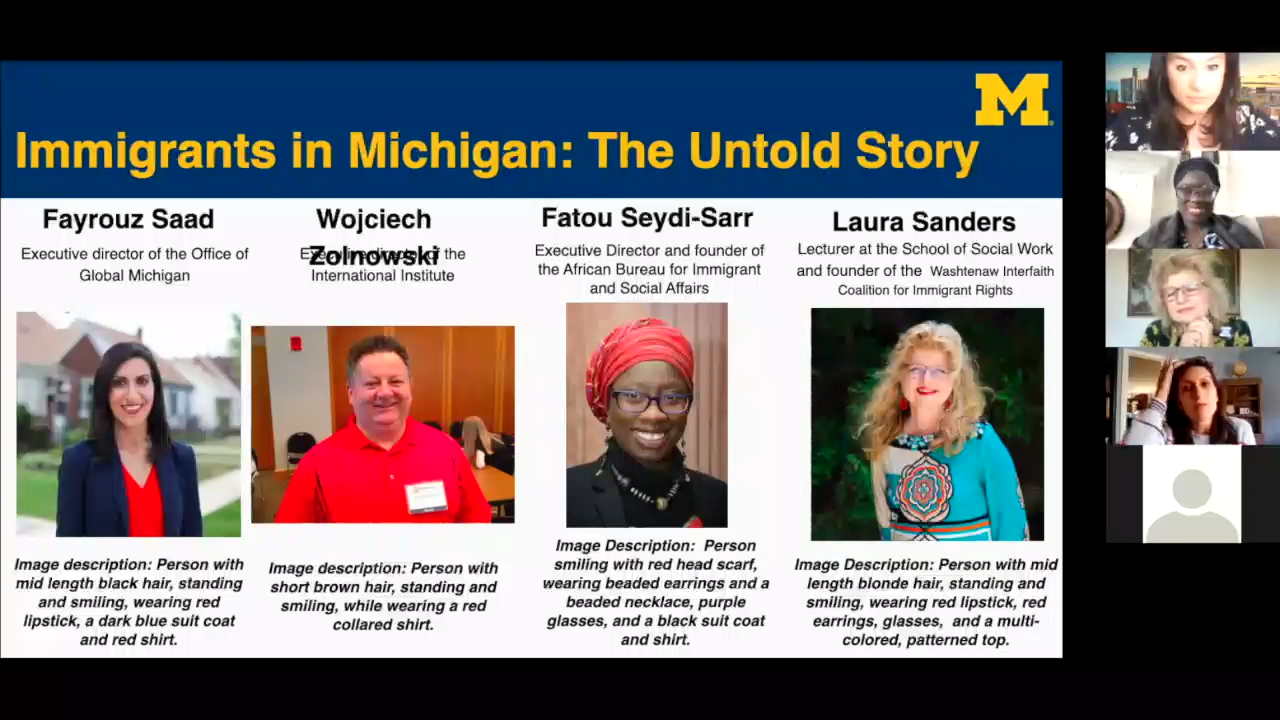 M
Immigrants in Michigan: The Untold Story
Fayrouz Saad
Executive director of the Office of
Global Michigan
Image description: Person with
mid length black hair, standing
and smiling, wearing red
lipstick, a dark blue suit coat
and red shirt.
Wojciech
Zolnowski
Executive director of the
International Institute
Image description: Person with
short brown hair, standing and
smiling, while wearing a red
collared shirt.
Fatou Seydi-Sarr
Executive Director and founder of
the African Bureau for Immigrant
and Social Affairs
Image Description: Person
smiling with red head scarf,
wearing beaded earrings and a
beaded necklace, purple
glasses, and a black suit coat
and shirt.
Laura Sanders
Lecturer at the School of Social Work
and founder of the Washtenaw Interfaith
Coalition for Immigrant Rights
Image Description: Person with mid
length blonde hair, standing and
smiling, wearing red lipstick, red
earrings, glasses, and a multi-
colored, patterned top.